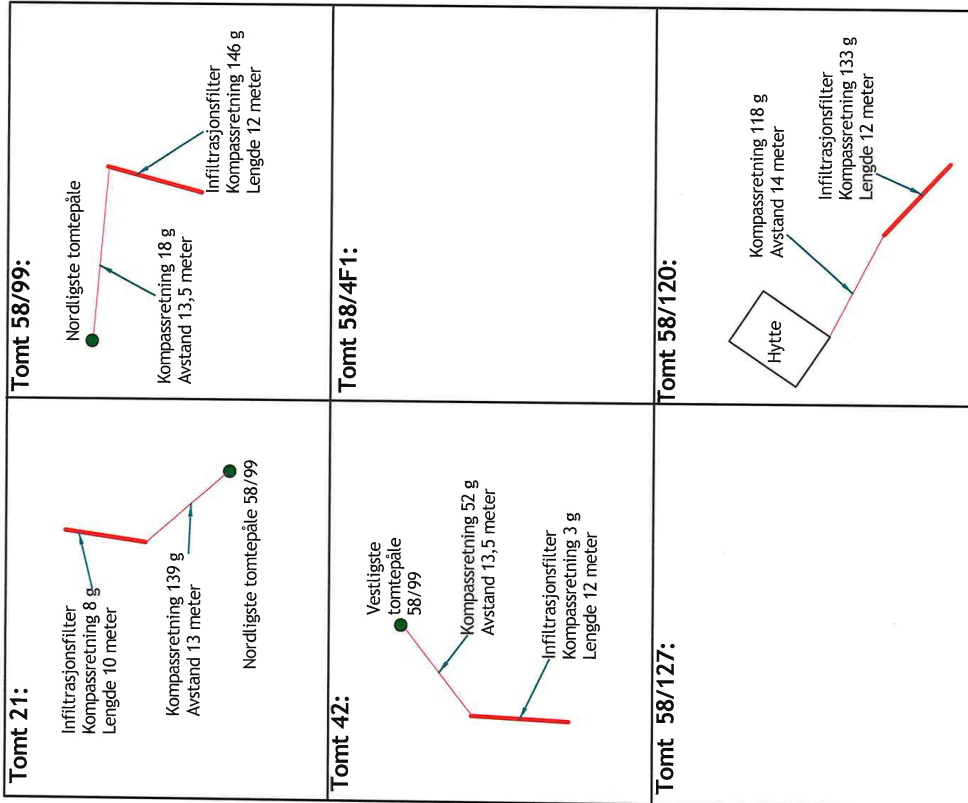 Tomt 21:
Infiltrasjonsfilter
Kompassretning 8 g
Lengde 10 meter
Kompassretning 139 g
Avstand 13 meter
Nordligste tomtepåle 58/99
Tomt 58/99:
Nordligste tomtepåle
Kompassretning 18 g
Avstand 13,5 meter
Infiltrasjonsfilter
Kompassretning 146 g
Lengde 12 meter
Tomt 42:
Vestligste
tomtepåle
58/99
Kompassretning 52 g
Avstand 13,5 meter
Infiltrasjonsfilter
Kompassretning 3 g
Lengde 12 meter
Tomt 58/4F1:
Tomt 58/127:
Tomt 58/120:
Hytte
Kompassretning 118 g
Avstand 14 meter
Infiltrasjonsfilter
Kompassretning 133 g
Lengde 12 meter